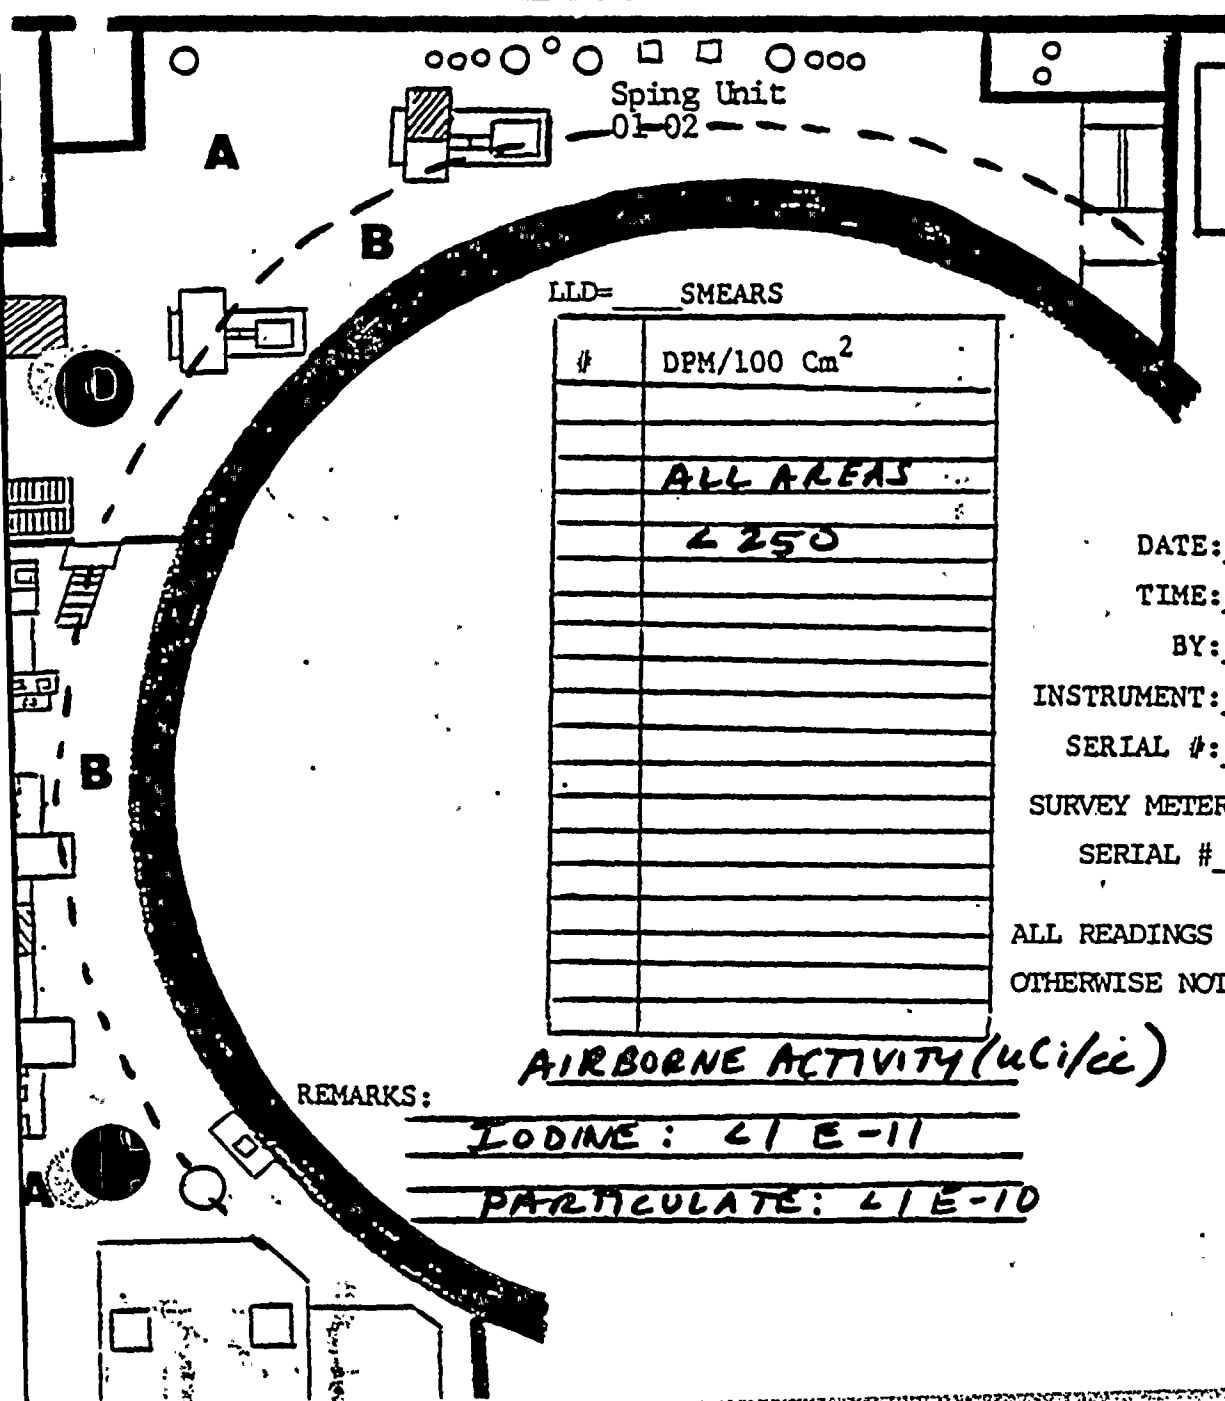 Sping Unit
01-02
A
B
LLD=____SMEARS
# DPM/100 Cm²
ALL AREAS
< 250
DATE:
TIME:
BY:
INSTRUMENT:
SERIAL #:
B
SURVEY METER
SERIAL #
ALL READINGS
OTHERWISE NOT
AIRBORNE ACTIVITY (uCi/cc)
REMARKS:
IODINE: <1 E-11
PARTICULATE: <1 E-10
A